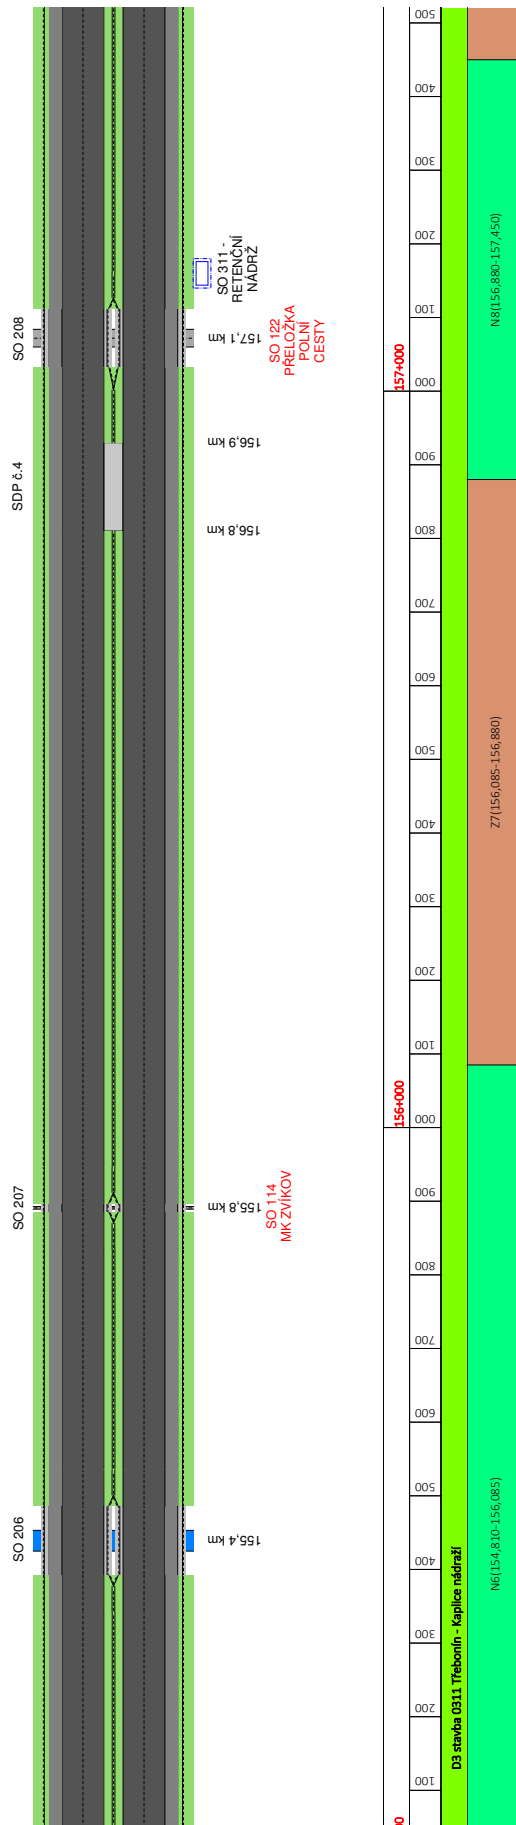 SO 208
SDP č.4
SO 207
SO 206
SO 311 -
RETENČNÍ
NÁDRŽ
157,1 km
SO 122
PŘELOŽKA
POLNÍ
CESTY
156,9 km
156,8 km
155,8 km
SO 114
MK ZVÍKOV
155,4 km
157+000
156+000
500
400
300
200
100
000
900
800
700
600
500
400
300
200
100
000
900
800
700
600
500
400
300
200
100
D3 stavba 0311 Třebonín - Kaplice nádraží
N8(156,880-157,450)
Z7(156,085-156,880)
N6(154,810-156,085)